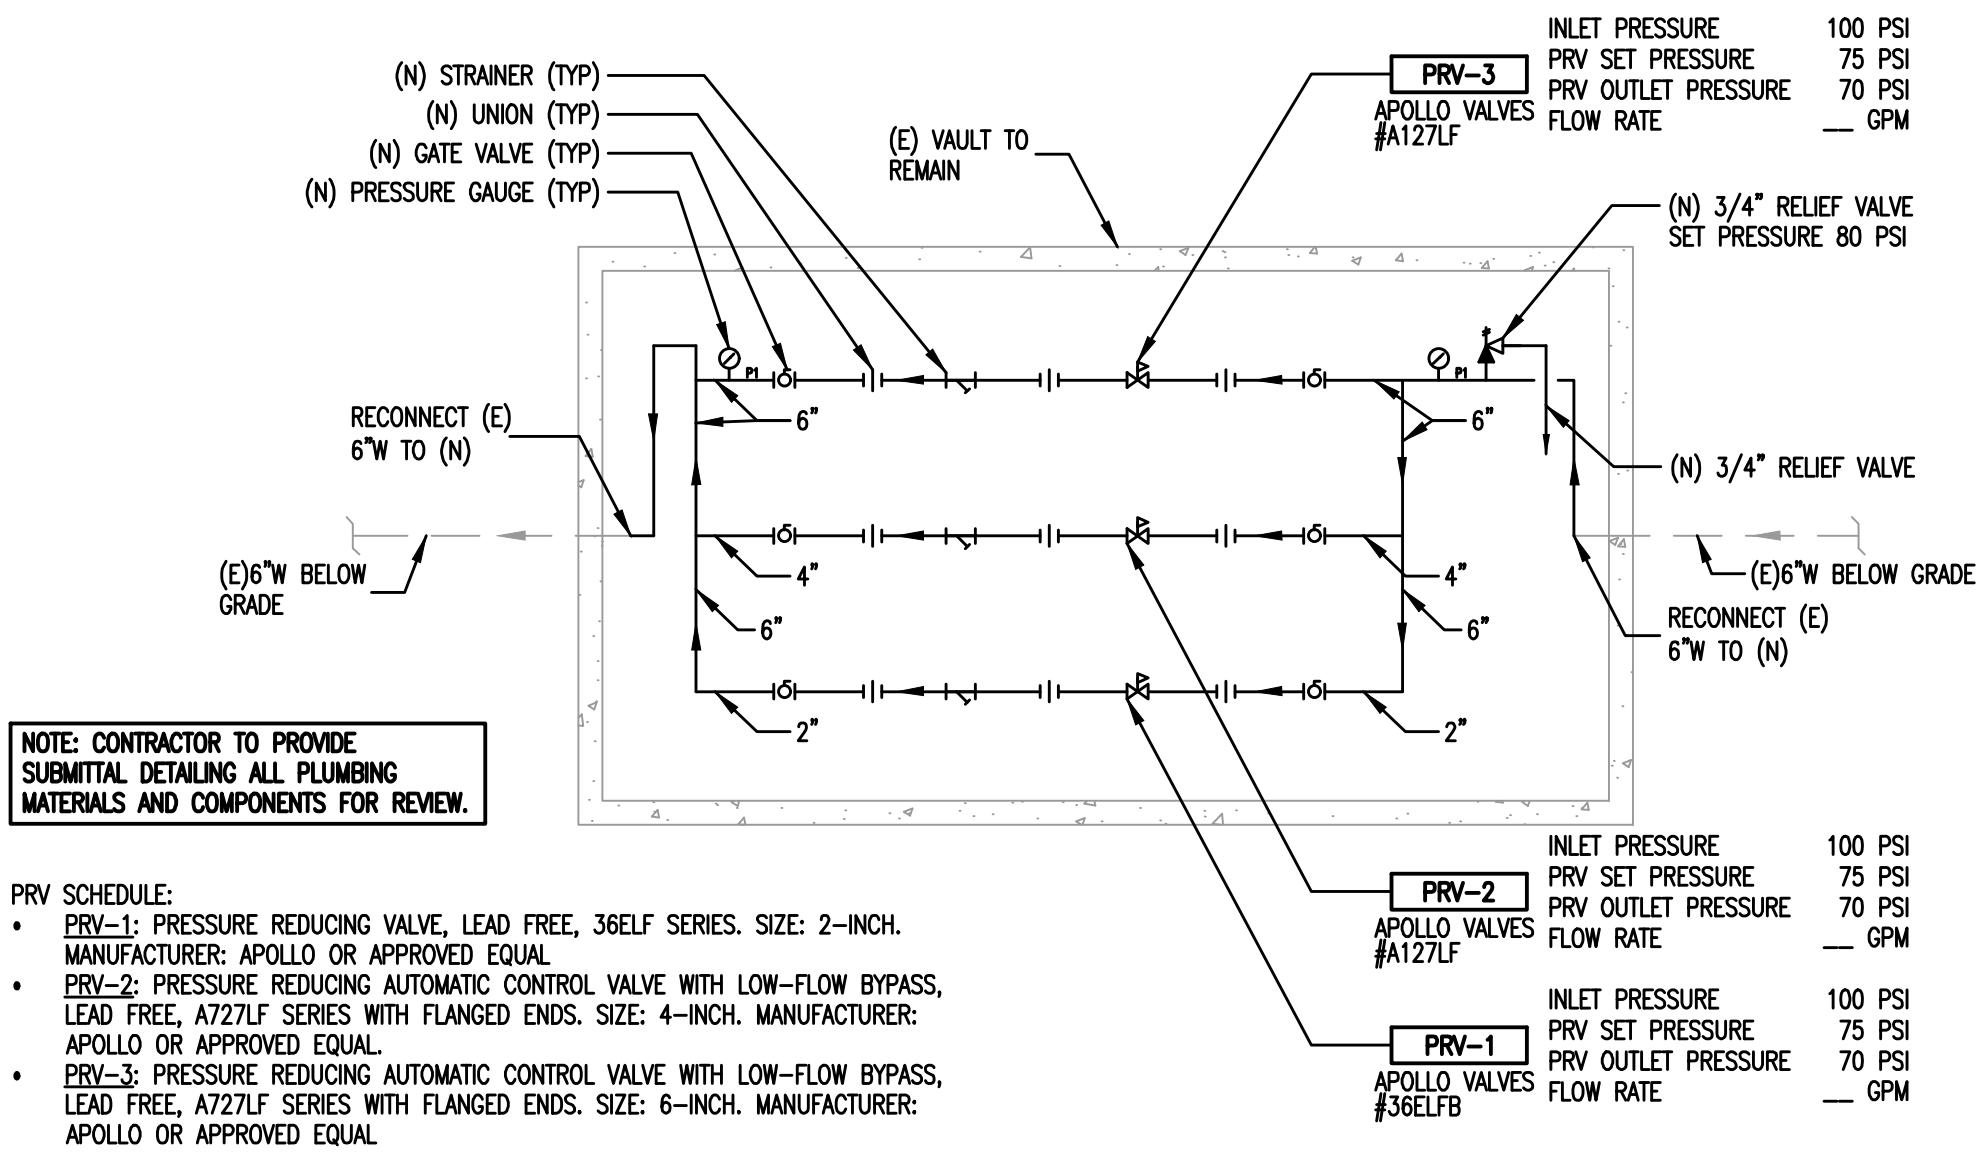 INLET PRESSURE 100 PSI
PRV SET PRESSURE 75 PSI
PRV OUTLET PRESSURE 70 PSI
FLOW RATE __ GPM
PRV-3
APOLLO VALVES
#A127LF
(N) STRAINER (TYP)
(N) UNION (TYP)
(N) GATE VALVE (TYP)
(N) PRESSURE GAUGE (TYP)
(E) VAULT TO
REMAIN
(N) 3/4" RELIEF VALVE
SET PRESSURE 80 PSI
P1
P1
6"
6"
RECONNECT (E)
6"W TO (N)
(N) 3/4" RELIEF VALVE
(E)6"W BELOW
GRADE
4"
4"
(E)6"W BELOW GRADE
6"
6"
RECONNECT (E)
6"W TO (N)
2"
2"
NOTE: CONTRACTOR TO PROVIDE
SUBMITTAL DETAILING ALL PLUMBING
MATERIALS AND COMPONENTS FOR REVIEW.
INLET PRESSURE 100 PSI
PRV SET PRESSURE 75 PSI
PRV OUTLET PRESSURE 70 PSI
FLOW RATE __ GPM
PRV-2
APOLLO VALVES
#A127LF
INLET PRESSURE 100 PSI
PRV SET PRESSURE 75 PSI
PRV OUTLET PRESSURE 70 PSI
FLOW RATE __ GPM
PRV-1
APOLLO VALVES
#36ELFB
PRV SCHEDULE:
• PRV-1: PRESSURE REDUCING VALVE, LEAD FREE, 36ELF SERIES. SIZE: 2-INCH.
MANUFACTURER: APOLLO OR APPROVED EQUAL
• PRV-2: PRESSURE REDUCING AUTOMATIC CONTROL VALVE WITH LOW-FLOW BYPASS,
LEAD FREE, A727LF SERIES WITH FLANGED ENDS. SIZE: 4-INCH. MANUFACTURER:
APOLLO OR APPROVED EQUAL.
• PRV-3: PRESSURE REDUCING AUTOMATIC CONTROL VALVE WITH LOW-FLOW BYPASS,
LEAD FREE, A727LF SERIES WITH FLANGED ENDS. SIZE: 6-INCH. MANUFACTURER:
APOLLO OR APPROVED EQUAL